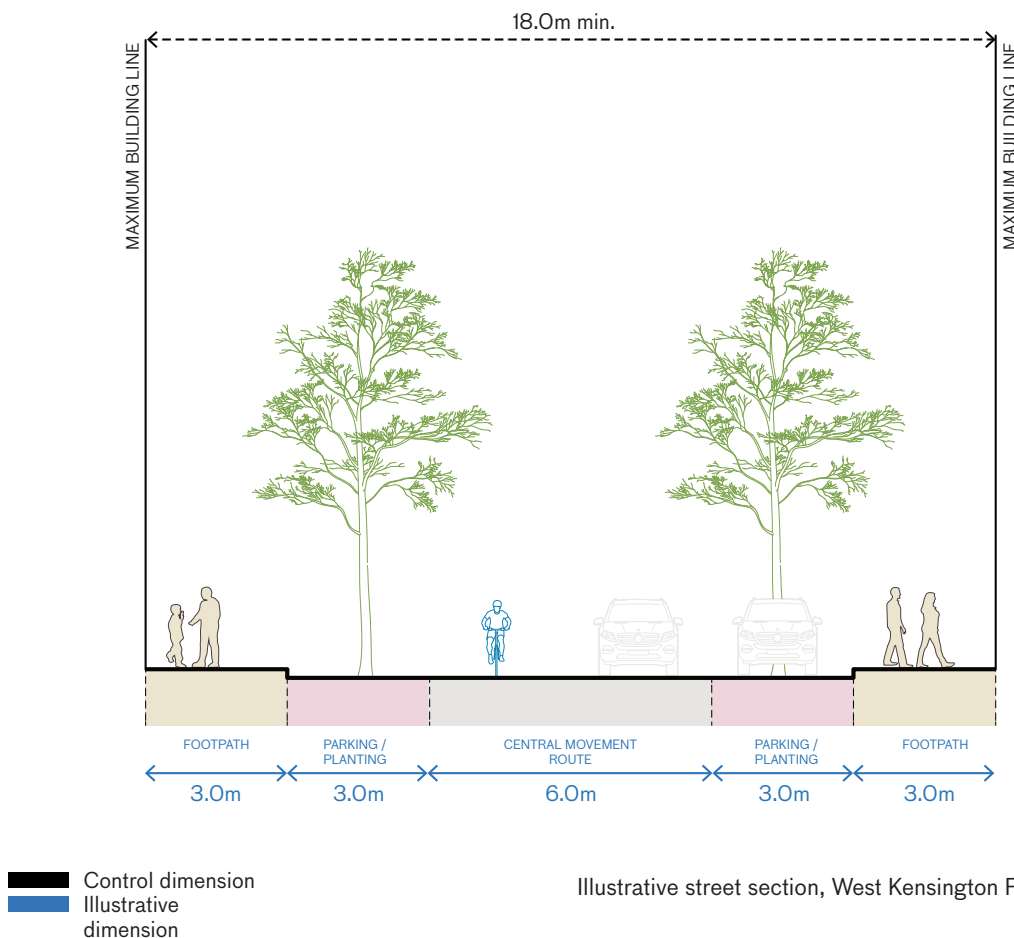 18.0m min.
MAXIMUM BUILDING LINE
MAXIMUM BUILDING LINE
FOOTPATH
PARKING /
PLANTING
CENTRAL MOVEMENT
ROUTE
PARKING /
PLANTING
FOOTPATH
3.0m
3.0m
6.0m
3.0m
3.0m
Control dimension
Illustrative
dimension
Illustrative street section, West Kensington